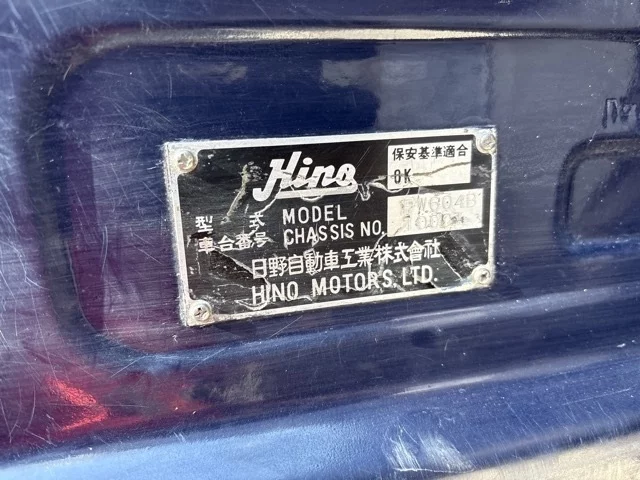 Hino
保安基準適合
OK
型式 MODEL
車台番号 CHASSIS NO.
日野自動車工業株式會社
HINO MOTORS, LTD.